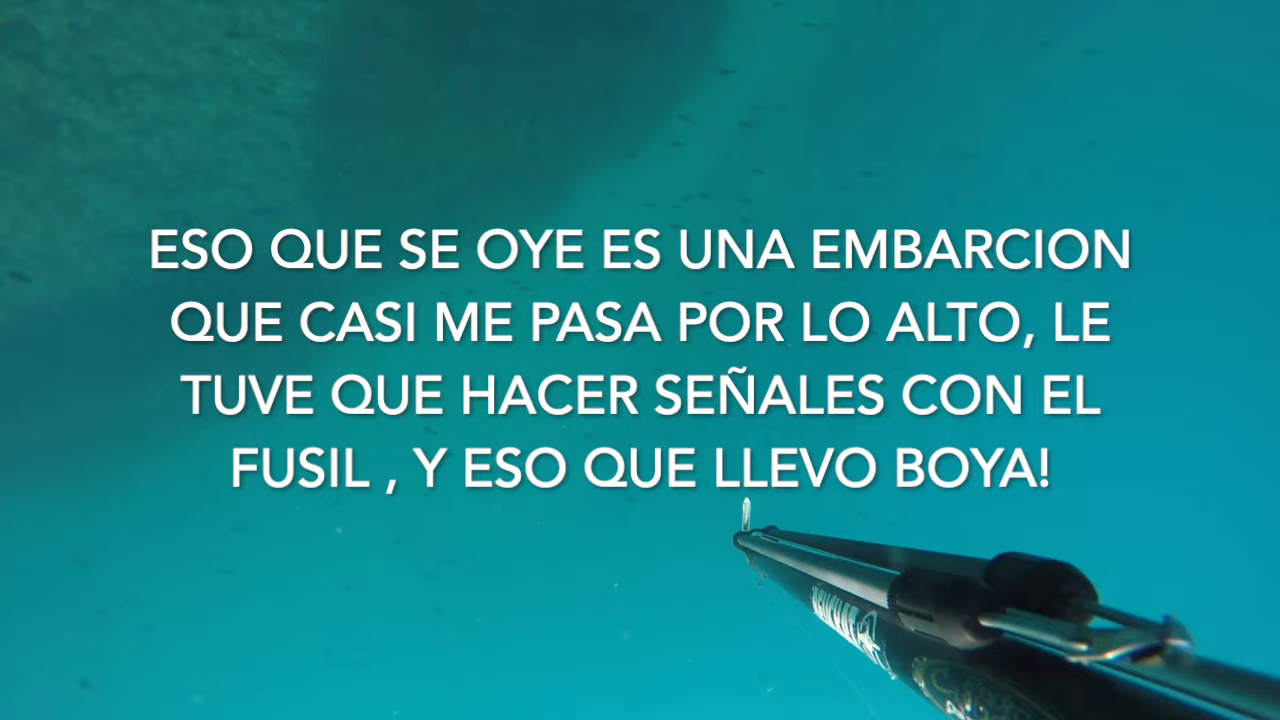 ESO QUE SE OYE ES UNA EMBARCION
QUE CASI ME PASA POR LO ALTO, LE
TUVE QUE HACER SEÑALES CON EL
FUSIL , Y ESO QUE LLEVO BOYA!